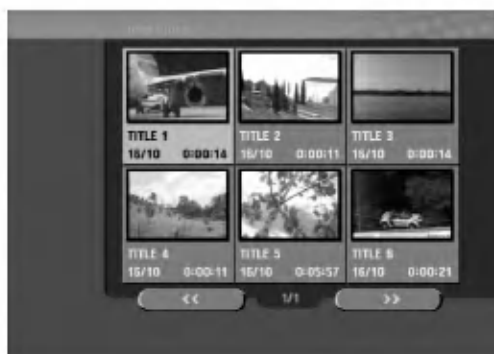 TITLE 1
16/10 0:00:14
TITLE 2
16/10 0:00:11
TITLE 3
16/10 0:00:14
TITLE 4
16/10 0:00:11
TITLE 5
16/10 0:05:57
TITLE 6
16/10 0:00:21
<< 1/1 >>